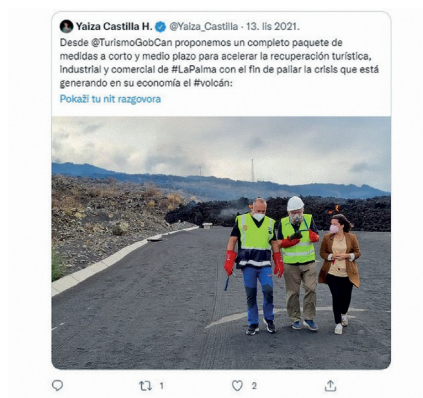 Yaiza Castilla H. @Yaiza_Castilla · 13. lis 2021.
Desde @TurismoGobCan proponemos un completo paquete de
medidas a corto y medio plazo para acelerar la recuperación turística,
industrial y comercial de #LaPalma con el fin de paliar la crisis que está
generando en su economía el #volcán:
Pokaži tu nit razgovora
1
2